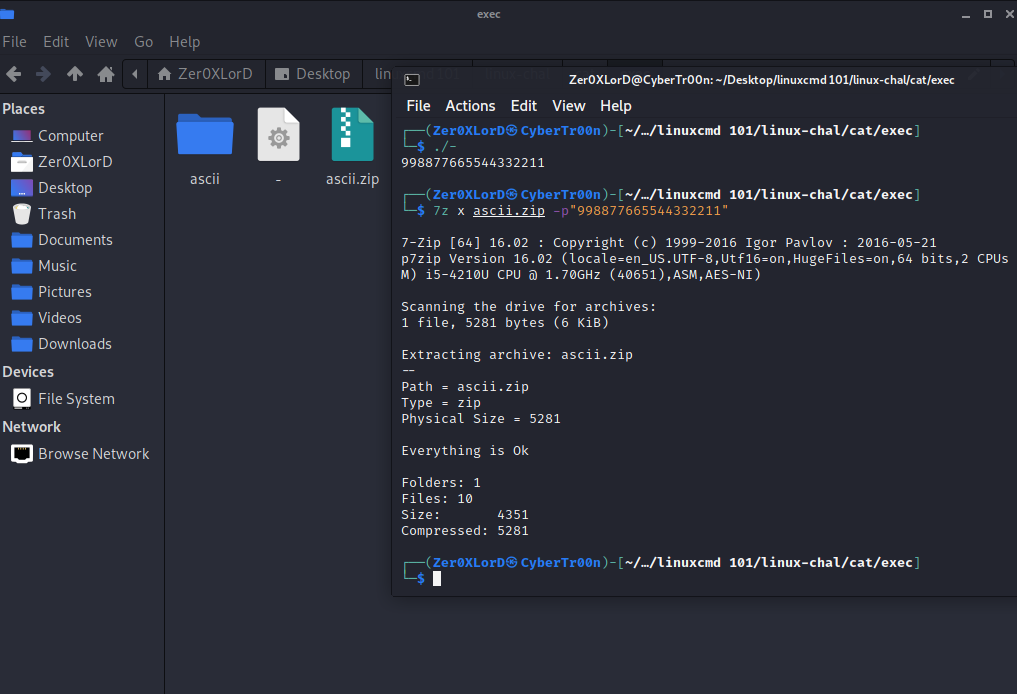 exec
File Edit View Go Help
Zer0XLorD Desktop
Places
Computer
Zer0XLorD
Desktop
Trash
Documents
Music
Pictures
Videos
Downloads
Devices
File System
Network
Browse Network
ascii - ascii.zip
Zer0XLorD@CyberTr00n: ~/Desktop/linuxcmd 101/linux-chal/cat/exec
File Actions Edit View Help
┌──(Zer0XLorD㉿CyberTr00n)-[~/…/linuxcmd 101/linux-chal/cat/exec]
└─$ ./-
998877665544332211
┌──(Zer0XLorD㉿CyberTr00n)-[~/…/linuxcmd 101/linux-chal/cat/exec]
└─$ 7z x ascii.zip -p"998877665544332211"
7-Zip [64] 16.02 : Copyright (c) 1999-2016 Igor Pavlov : 2016-05-21
p7zip Version 16.02 (locale=en_US.UTF-8,Utf16=on,HugeFiles=on,64 bits,2 CPUs
M) i5-4210U CPU @ 1.70GHz (40651),ASM,AES-NI)
Scanning the drive for archives:
1 file, 5281 bytes (6 KiB)
Extracting archive: ascii.zip
--
Path = ascii.zip
Type = zip
Physical Size = 5281
Everything is Ok
Folders: 1
Files: 10
Size: 4351
Compressed: 5281
┌──(Zer0XLorD㉿CyberTr00n)-[~/…/linuxcmd 101/linux-chal/cat/exec]
└─$